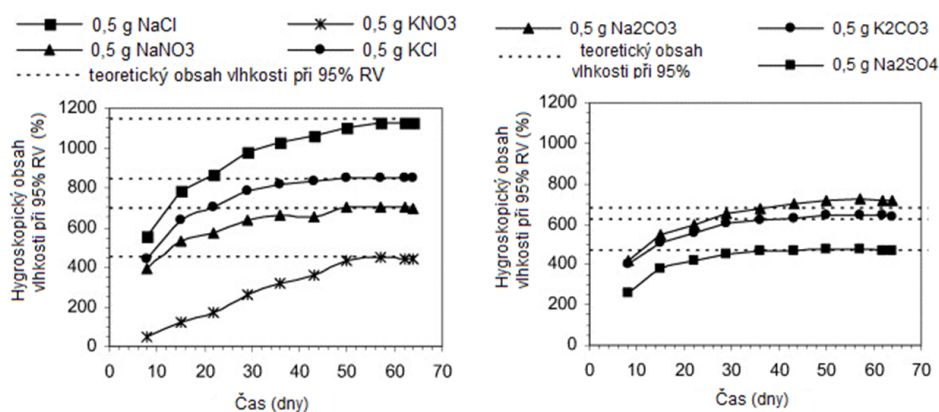 0,5 g NaCl
0,5 g KNO3
0,5 g NaNO3
0,5 g KCl
teoretický obsah vlhkosti při 95% RV
Hygroskopický obsah
vlhkosti při 95% RV (%)
1200
1000
800
600
400
200
0
0 10 20 30 40 50 60 70
Čas (dny)
0,5 g Na2CO3
0,5 g K2CO3
teoretický obsah
vlhkosti při 95%
0,5 g Na2SO4
Hygroskopický obsah
vlhkosti při 95% RV (%)
1200
1000
800
600
400
200
0
0 10 20 30 40 50 60 70
Čas (dny)